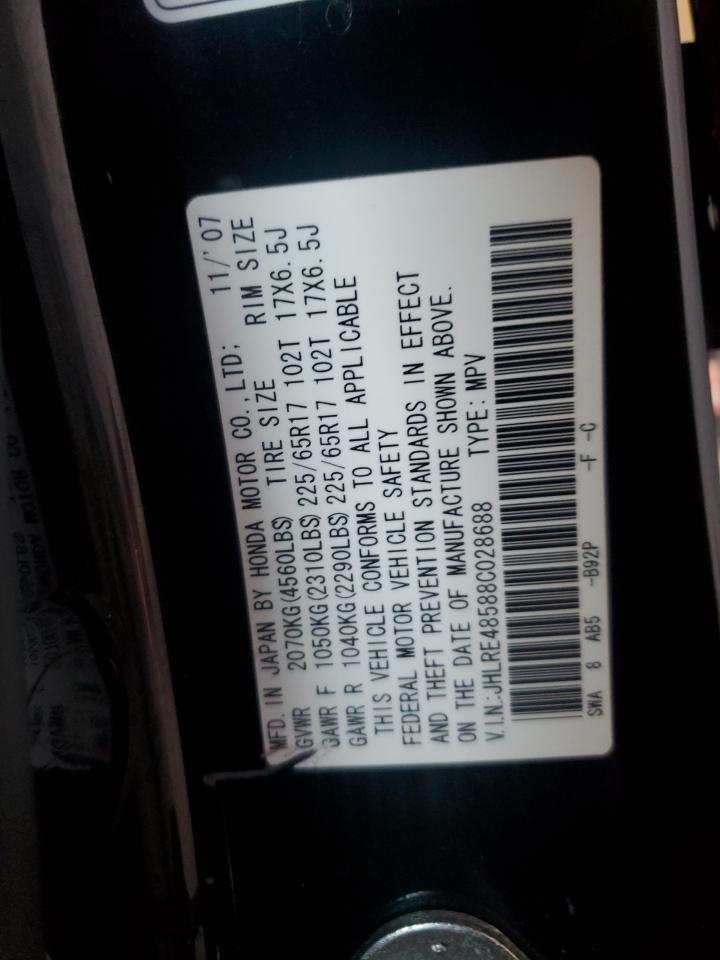 MFD. IN JAPAN BY HONDA MOTOR CO., LTD; 11/'07
GVWR 2070KG(4560LBS) TIRE SIZE RIM SIZE
GAWR F 1050KG(2310LBS) 225/65R17 102T 17X6.5J
GAWR R 1040KG(2290LBS) 225/65R17 102T 17X6.5J
THIS VEHICLE CONFORMS TO ALL APPLICABLE
FEDERAL MOTOR VEHICLE SAFETY
AND THEFT PREVENTION STANDARDS IN EFFECT
ON THE DATE OF MANUFACTURE SHOWN ABOVE.
V.I.N.:JHLRE48588C028688 TYPE: MPV
SWA 8 AB5 -B92P -F -C